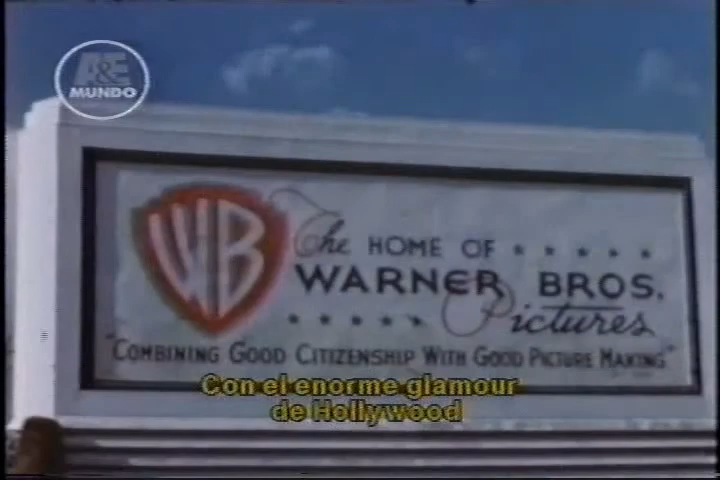 A&E
MUNDO
WB
The HOME OF
WARNER BROS.
Pictures
"COMBINING GOOD CITIZENSHIP WITH GOOD PICTURE MAKING"
Con el enorme glamour
de Hollywood